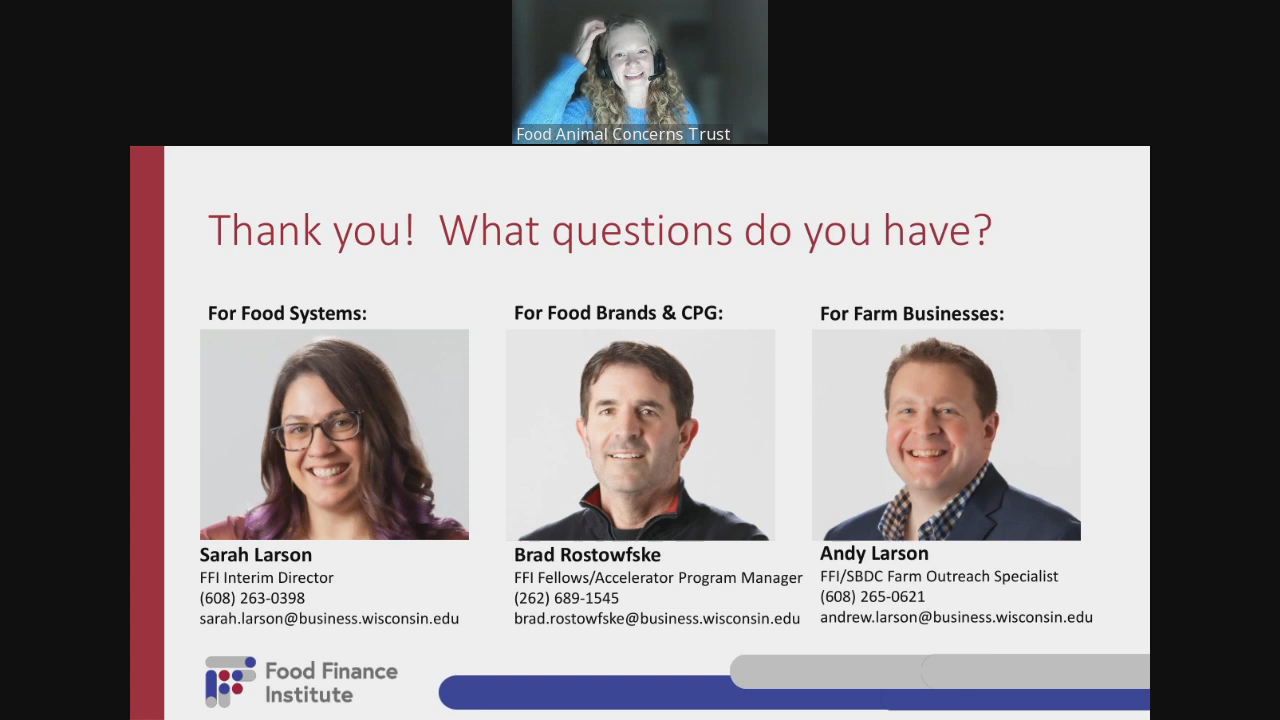 Food Animal Concerns Trust
Thank you!  What questions do you have?
For Food Systems:
Sarah Larson
FFI Interim Director
(608) 263-0398
sarah.larson@business.wisconsin.edu
For Food Brands & CPG:
Brad Rostowfske
FFI Fellows/Accelerator Program Manager
(262) 689-1545
brad.rostowfske@business.wisconsin.edu
For Farm Businesses:
Andy Larson
FFI/SBDC Farm Outreach Specialist
(608) 265-0621
andrew.larson@business.wisconsin.edu
Food Finance
Institute